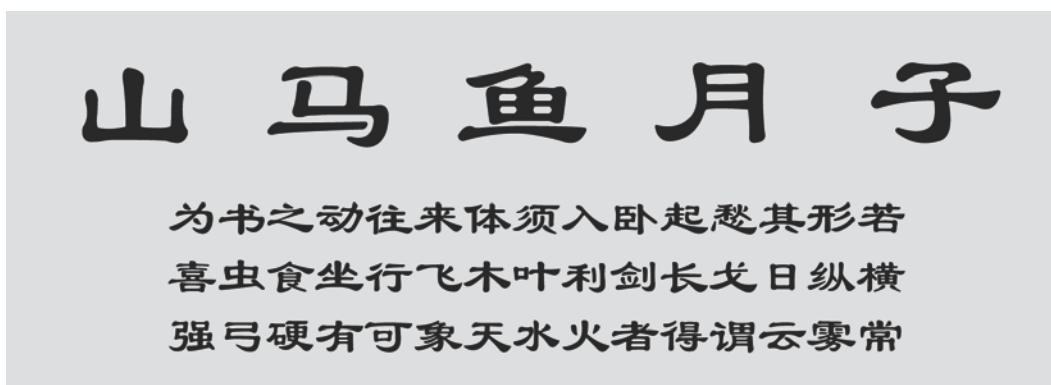 山马鱼月子
为书之动往来体须入卧起愁其形若
喜虫食坐行飞木叶利剑长戈日纵横
强弓硬有可象天水火者得谓云雾常